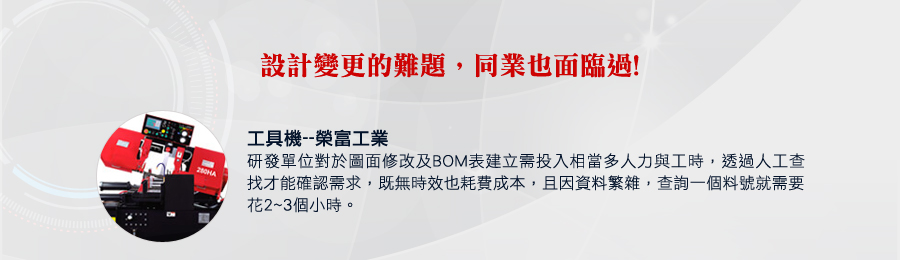 設計變更的難題，同業也面臨過!
工具機--榮富工業
研發單位對於圖面修改及BOM表建立需投入相當多人力與工時，透過人工查
找才能確認需求，既無時效也耗費成本，且因資料繁雜，查詢一個料號就需要
花2~3個小時。
280HA